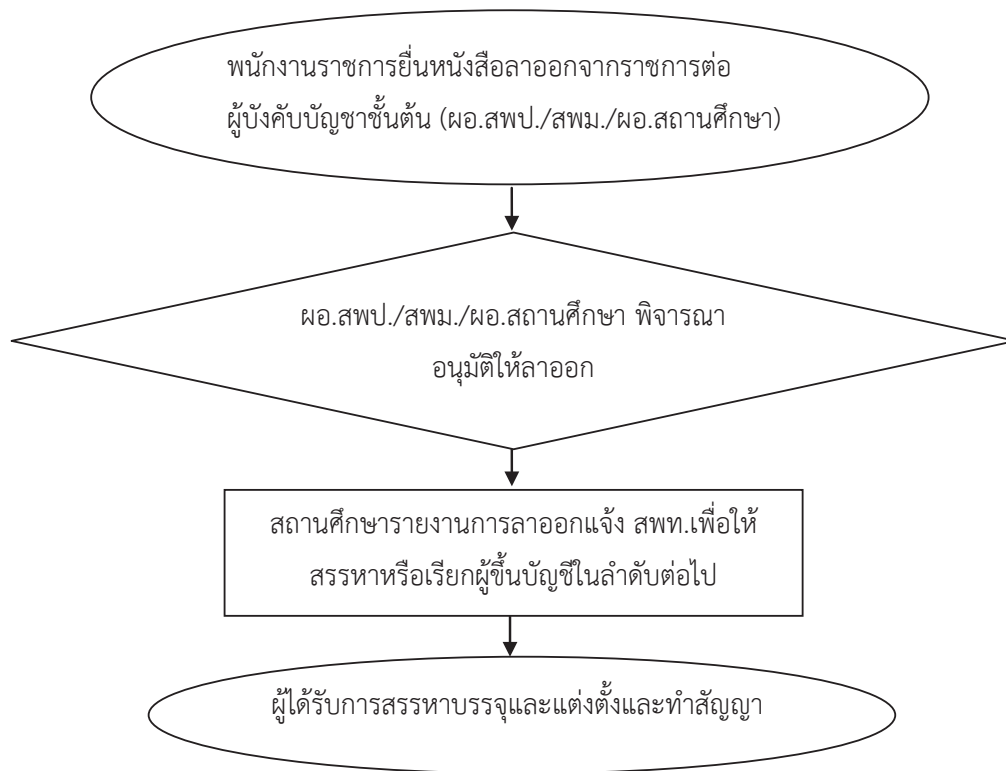 พนักงานราชการยื่นหนังสือลาออกจากราชการต่อ
ผู้บังคับบัญชาชั้นต้น (ผอ.สพป./สพม./ผอ.สถานศึกษา)
ผอ.สพป./สพม./ผอ.สถานศึกษา พิจารณา
อนุมัติให้ลาออก
สถานศึกษารายงานการลาออกแจ้ง สพท.เพื่อให้
สรรหาหรือเรียกผู้ขึ้นบัญชีในลำดับต่อไป
ผู้ได้รับการสรรหาบรรจุและแต่งตั้งและทำสัญญา